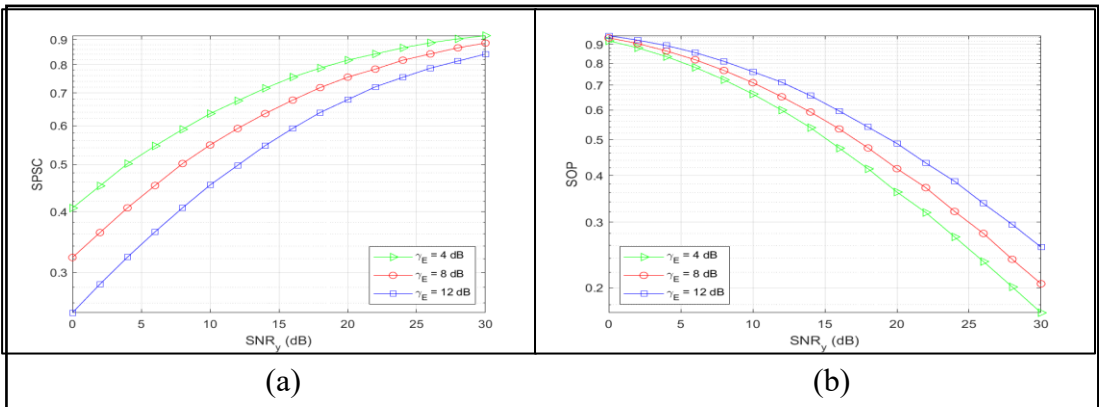 0.9
0.8
0.7
0.6
0.5
0.4
0.3
SPSC
γE = 4 dB
γE = 8 dB
γE = 12 dB
0 5 10 15 20 25 30
SNRy (dB)
(a)
0.9
0.8
0.7
0.6
0.5
0.4
0.3
0.2
SOP
γE = 4 dB
γE = 8 dB
γE = 12 dB
0 5 10 15 20 25 30
SNRy (dB)
(b)